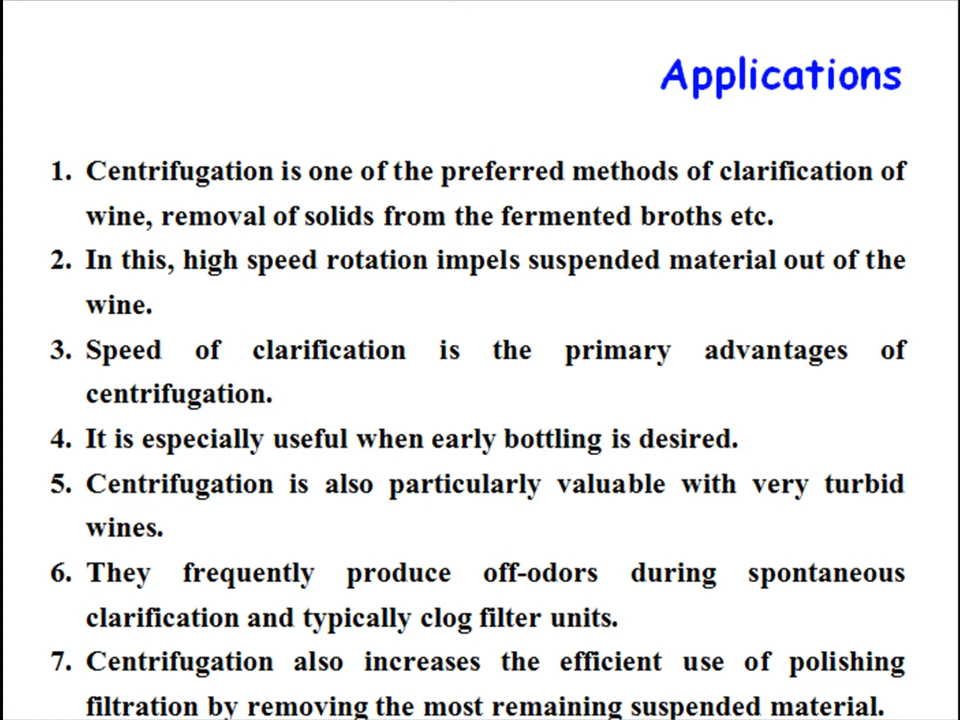 Applications
1. Centrifugation is one of the preferred methods of clarification of
wine, removal of solids from the fermented broths etc.
2. In this, high speed rotation impels suspended material out of the
wine.
3. Speed of clarification is the primary advantages of
centrifugation.
4. It is especially useful when early bottling is desired.
5. Centrifugation is also particularly valuable with very turbid
wines.
6. They frequently produce off-odors during spontaneous
clarification and typically clog filter units.
7. Centrifugation also increases the efficient use of polishing
filtration by removing the most remaining suspended material.